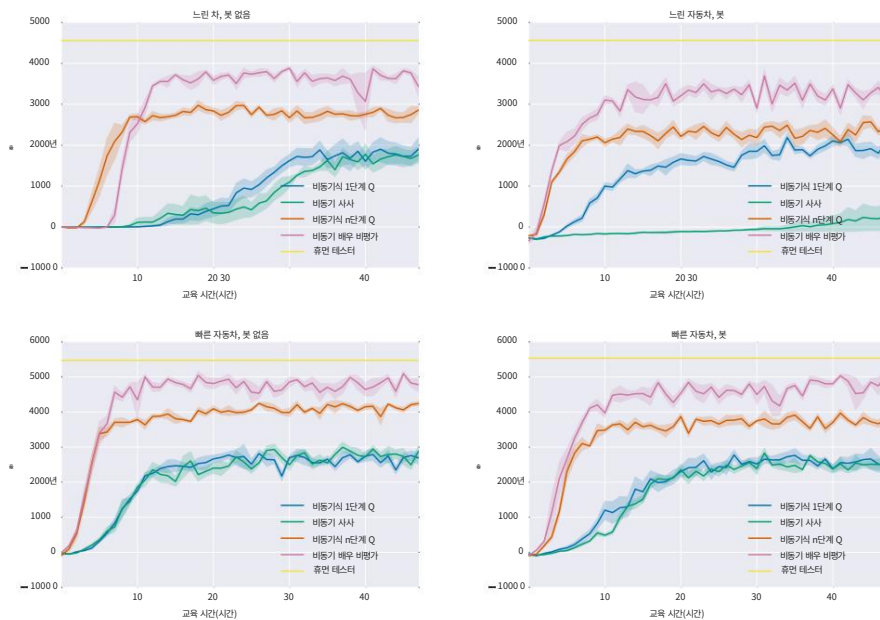 느린 차, 봇 없음
5000
4000
3000
2000년
1000
0
1000 0
10
20 30
40
교육 시간(시간)
비동기식 1단계 Q
비동기 사사
비동기식 n단계 Q
비동기 배우 비평가
휴먼 테스터
느린 자동차, 봇
5000
4000
3000
2000년
1000
0
1000 0
10
20 30
40
교육 시간(시간)
비동기식 1단계 Q
비동기 사사
비동기식 n단계 Q
비동기 배우 비평가
휴먼 테스터
빠른 자동차, 봇 없음
6000
5000
4000
3000
2000년
1000
0
1000 0
10
20
30
40
교육 시간(시간)
비동기식 1단계 Q
비동기 사사
비동기식 n단계 Q
비동기 배우 비평가
휴먼 테스터
빠른 자동차, 봇
6000
5000
4000
3000
2000년
1000
0
1000 0
10
20
30
40
교육 시간(시간)
비동기식 1단계 Q
비동기 사사
비동기식 n단계 Q
비동기 배우 비평가
휴먼 테스터